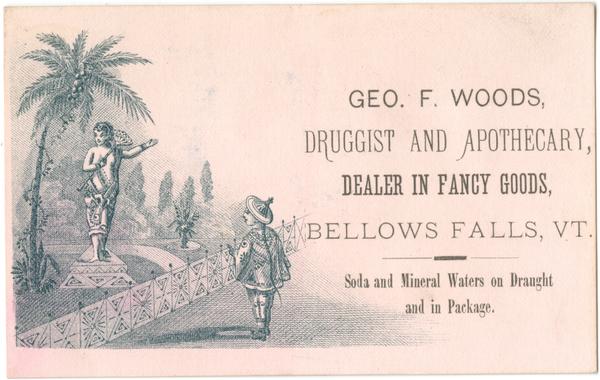 GEO. F. WOODS,
DRUGGIST AND APOTHECARY,
DEALER IN FANCY GOODS,
BELLOWS FALLS, VT.
Soda and Mineral Waters on Draught
and in Package.